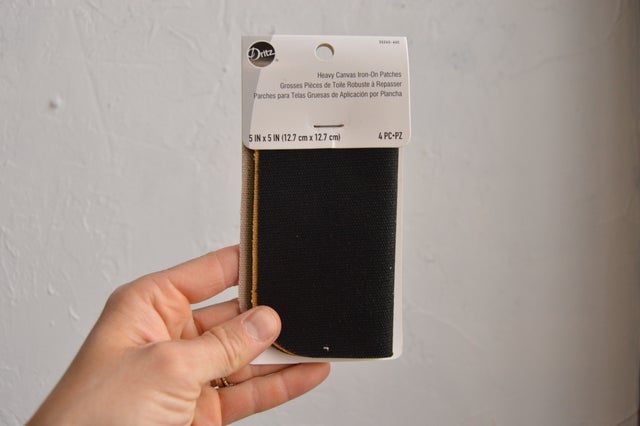 Dritz
Heavy Canvas Iron-On Patches
Grosses Pièces de Toile Robuste à Repasser
Parches para Telas Gruesas de Aplicación por Plancha
5 IN x 5 IN (12.7 cm x 12.7 cm)
4 PC•PZ